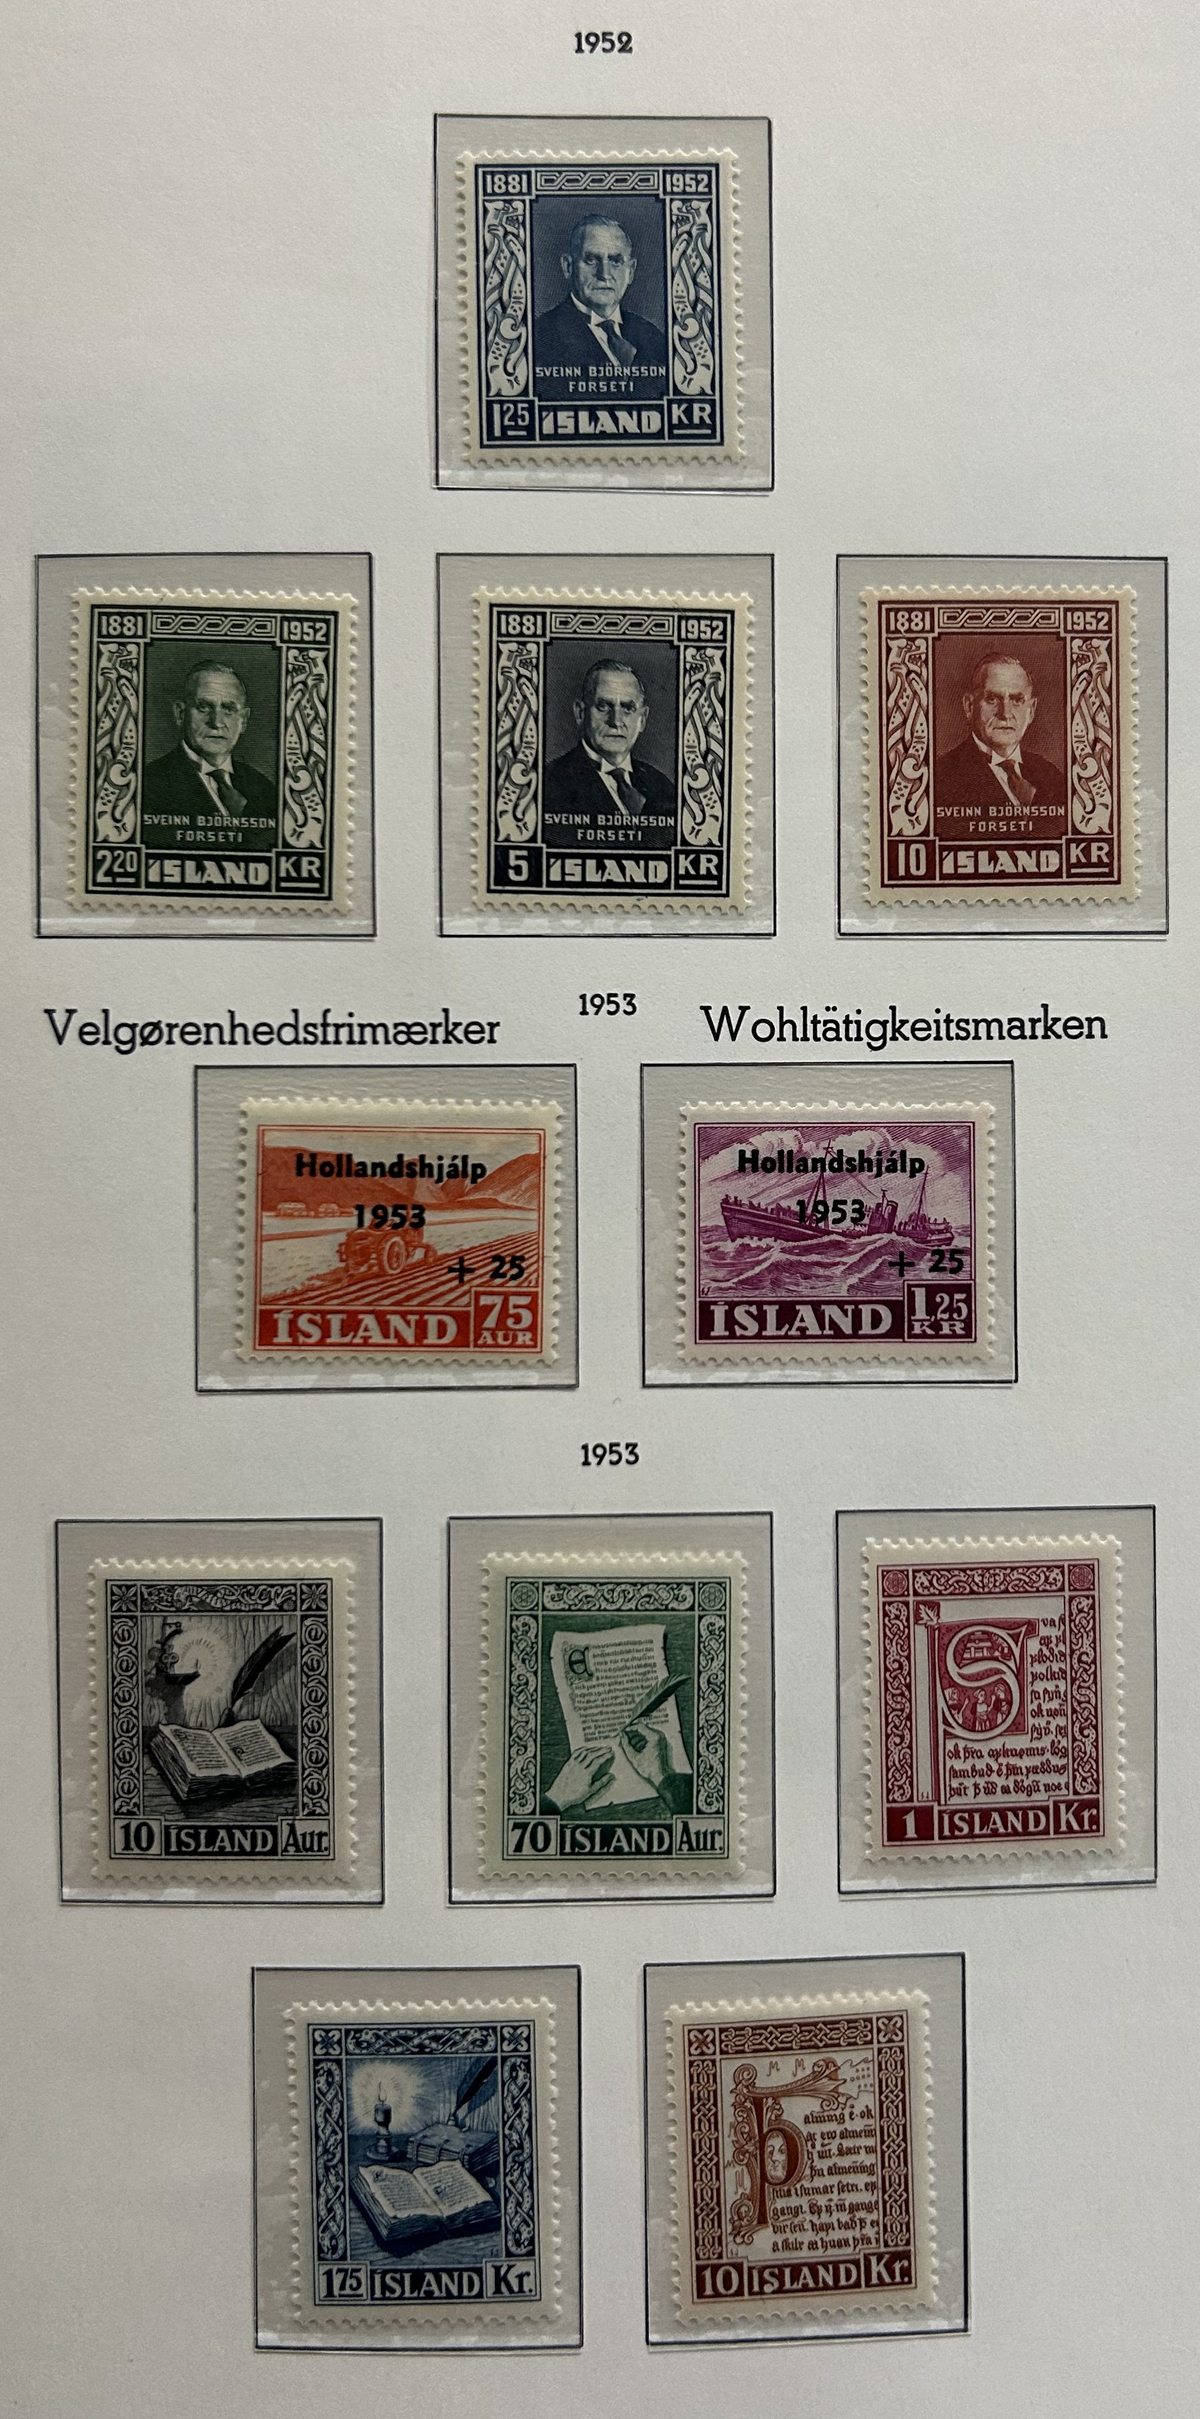 1952
1881 1952
SVEINN BJÖRNSSON
FORSETI
1.25 ÍSLAND KR
1881 1952
SVEINN BJÖRNSSON
FORSETI
2.20 ÍSLAND KR
1881 1952
SVEINN BJÖRNSSON
FORSETI
5 ÍSLAND KR
1881 1952
SVEINN BJÖRNSSON
FORSETI
10 ÍSLAND KR
Velgørenhedsfrimærker 1953 Wohltätigkeitsmarken
Hollandshjálp
1953
+ 25
ÍSLAND 75 AUR
Hollandshjálp
1953
+ 25
ÍSLAND 1.25 KR
1953
10 ÍSLAND Aur.
70 ÍSLAND Aur.
1 ÍSLAND Kr.
175 ÍSLAND Kr.
10 ÍSLAND Kr.